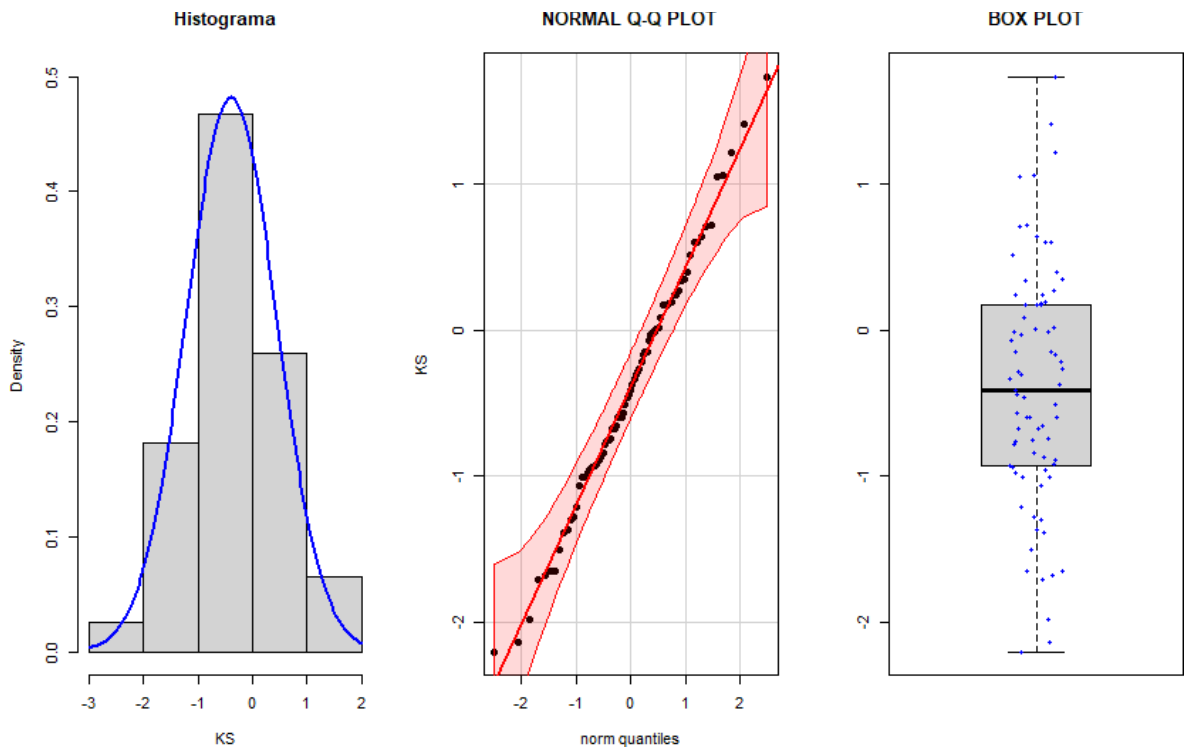 Histograma
Density
0.5
0.4
0.3
0.2
0.1
0.0
-3 -2 -1 0 1 2
KS
NORMAL Q-Q PLOT
KS
1
0
-1
-2
-2 -1 0 1 2
norm quantiles
BOX PLOT
1
0
-1
-2